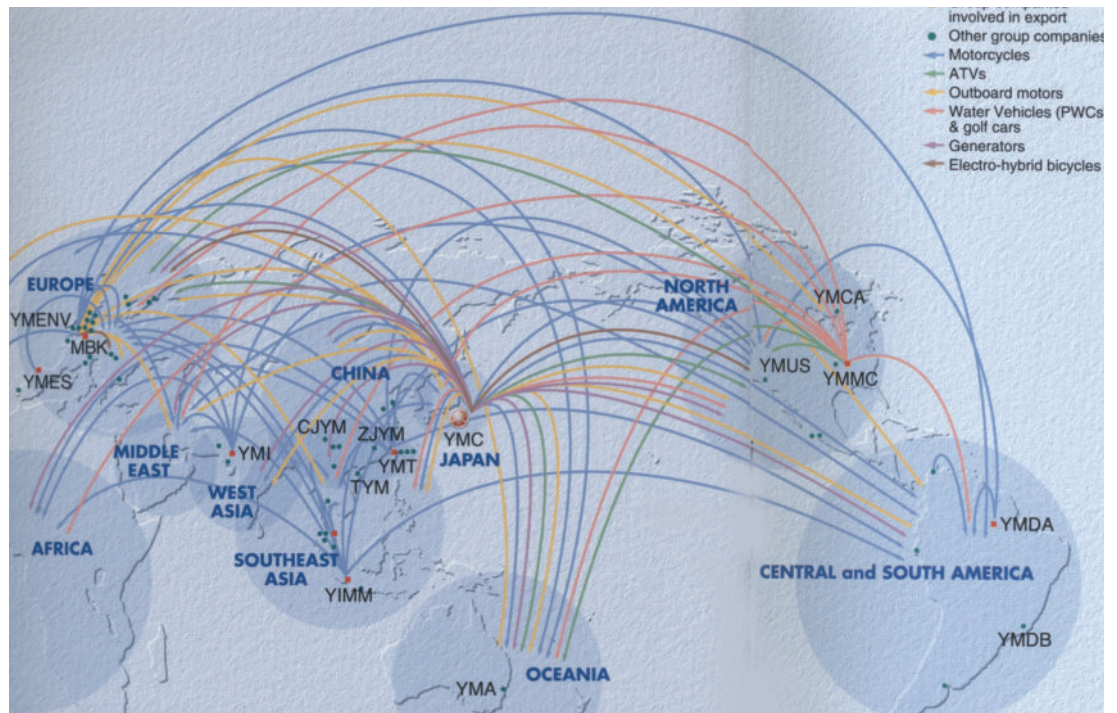 involved in export
Other group companies
Motorcycles
ATVs
Outboard motors
Water Vehicles (PWCs
& golf cars
Generators
Electro-hybrid bicycles
EUROPE
YMENV
MBK
YMES
MIDDLE
EAST
YMI
WEST
ASIA
AFRICA
CHINA
CJYM
ZJYM
YMT
TYM
YMC
JAPAN
SOUTHEAST
ASIA
YIMM
YMA
OCEANIA
NORTH
AMERICA
YMCA
YMUS
YMMC
YMDA
CENTRAL and SOUTH AMERICA
YMDB